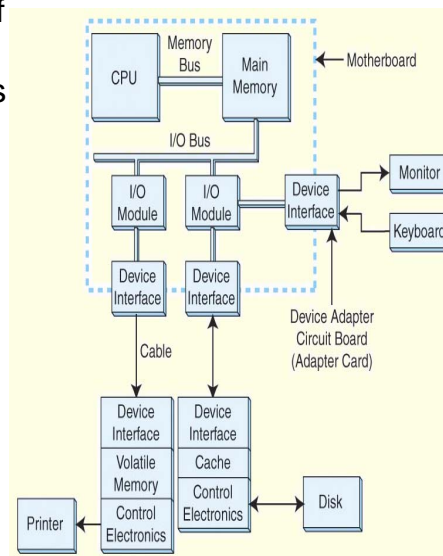 f
s
CPU
Memory
Bus
Main
Memory
Motherboard
I/O Bus
I/O
Module
I/O
Module
Device
Interface
Monitor
Keyboard
Device
Interface
Device
Interface
Device Adapter
Circuit Board
(Adapter Card)
Cable
Device
Interface
Volatile
Memory
Control
Electronics
Device
Interface
Cache
Control
Electronics
Printer
Disk